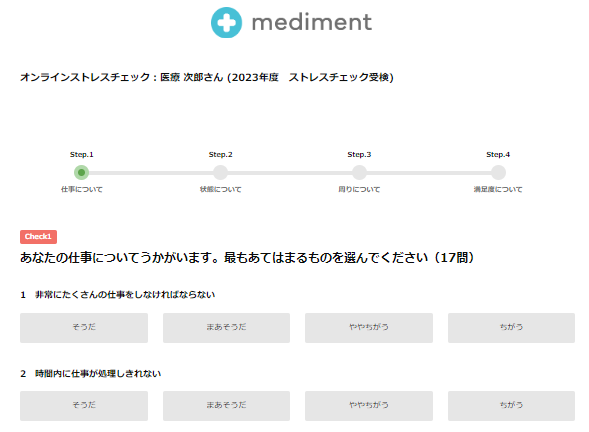 mediment
オンラインストレスチェック：医療 次郎さん (2023年度　ストレスチェック受検)
Step.1 Step.2 Step.3 Step.4
仕事について 状態について 周りについて 満足度について
Check1
あなたの仕事についてうかがいます。最もあてはまるものを選んでください（17問）
1 非常にたくさんの仕事をしなければならない
そうだ まあそうだ ややちがう ちがう
2 時間内に仕事が処理しきれない
そうだ まあそうだ ややちがう ちがう